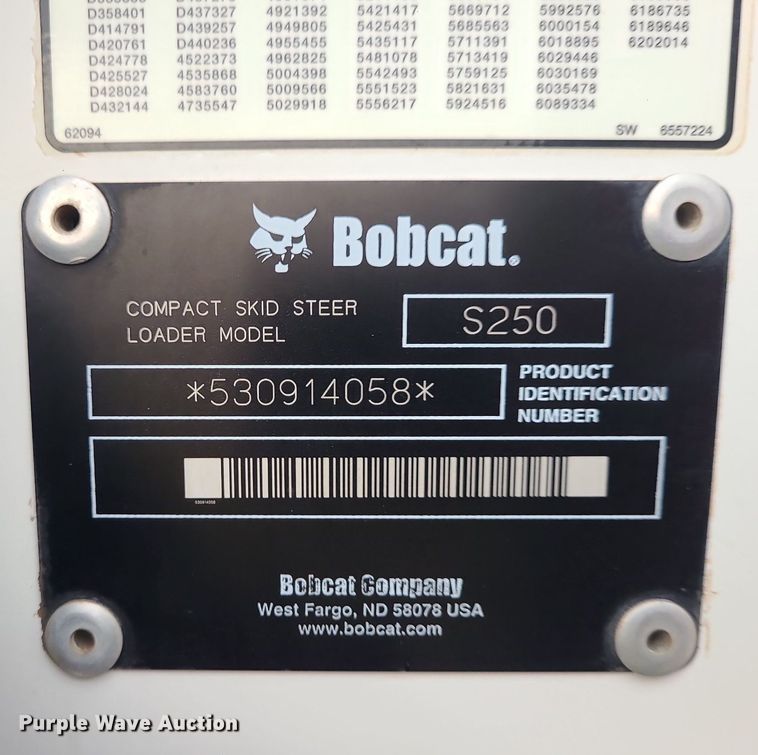 D358401 D437327 4921392 5421417 5669712 5992576 6186735
D414791 D439257 4949805 5425431 5685563 6000154 6189646
D420761 D440236 4955455 5435117 5711391 6018895 6202014
D424778 4522373 4962825 5481078 5713419 6029446
D425527 4535868 5004398 5542493 5759125 6030169
D428024 4583760 5009566 5551523 5821631 6035478
D432144 4735547 5029918 5556217 5924516 6089334
62094 SW 6557224
Bobcat®
COMPACT SKID STEER
LOADER MODEL
S250
*530914058*
PRODUCT
IDENTIFICATION
NUMBER
530914058
Bobcat Company
West Fargo, ND 58078 USA
www.bobcat.com
Purple Wave Auction